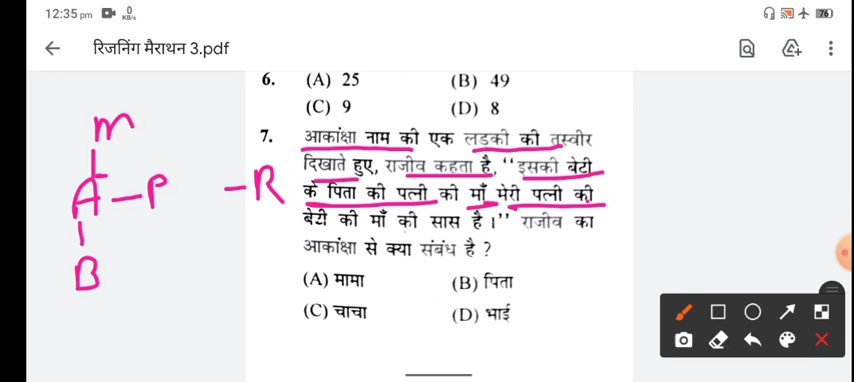 12:35 pm 0 KB/s 76
रिजनिंग मैराथन 3.pdf
6. (A) 25 (B) 49
(C) 9 (D) 8
7. आकांक्षा नाम की एक लड़की की तस्वीर
दिखाते हुए, राजीव कहता है, ‘‘इसकी बेटी
के पिता की पत्नी की माँ मेरी पत्नी की
बेटी की माँ की सास है।’’ राजीव का
आकांक्षा से क्या संबंध है ?
(A) मामा (B) पिता
(C) चाचा (D) भाई
m
A – P – R
B